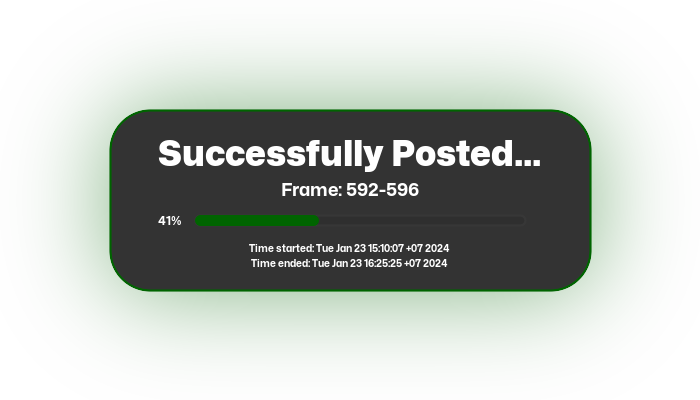 Successfully Posted...
Frame: 592-596
41%
Time started: Tue Jan 23 15:10:07 +07 2024
Time ended: Tue Jan 23 16:25:25 +07 2024